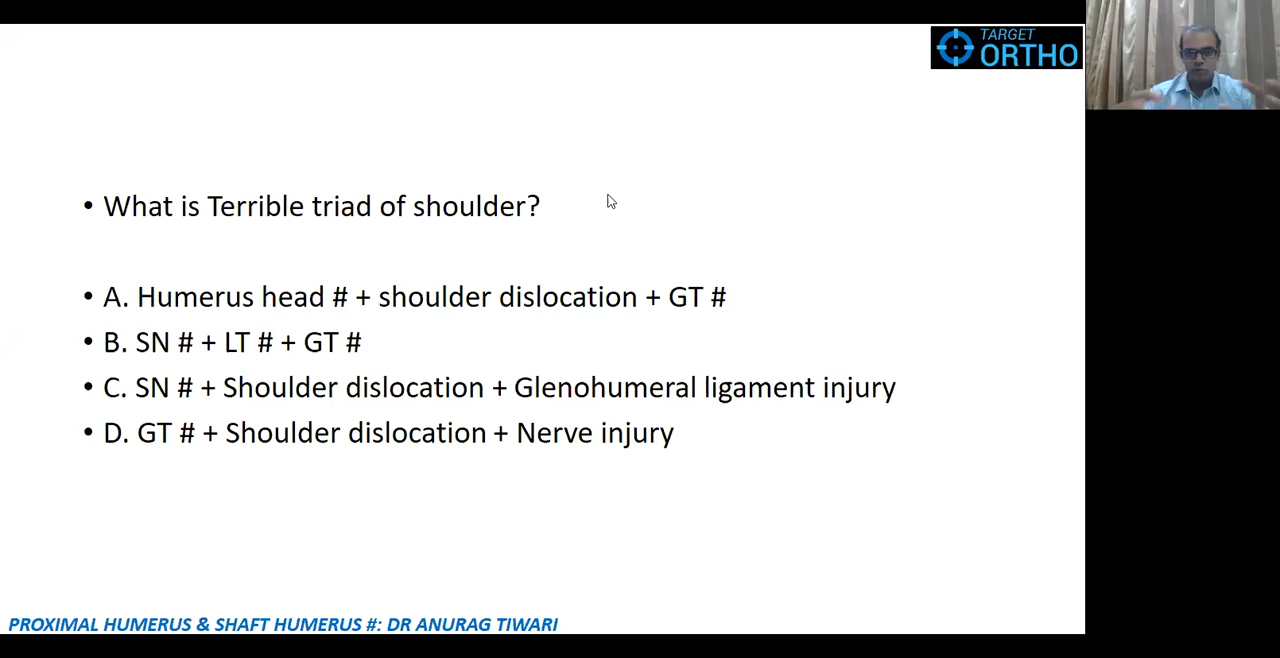 TARGET
ORTHO
• What is Terrible triad of shoulder?
• A. Humerus head # + shoulder dislocation + GT #
• B. SN # + LT # + GT #
• C. SN # + Shoulder dislocation + Glenohumeral ligament injury
• D. GT # + Shoulder dislocation + Nerve injury
PROXIMAL HUMERUS & SHAFT HUMERUS #: DR ANURAG TIWARI